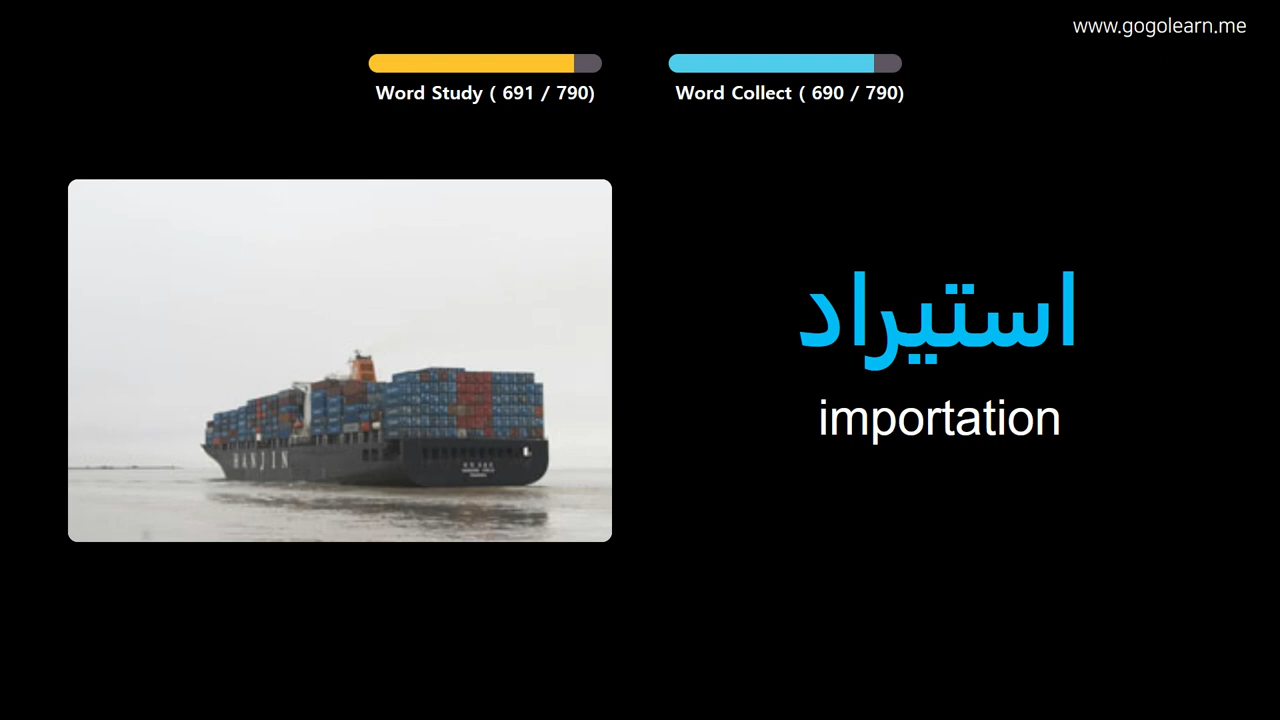 www.gogolearn.me
Word Study ( 691 / 790)
Word Collect ( 690 / 790)
استيراد
importation
HANJIN